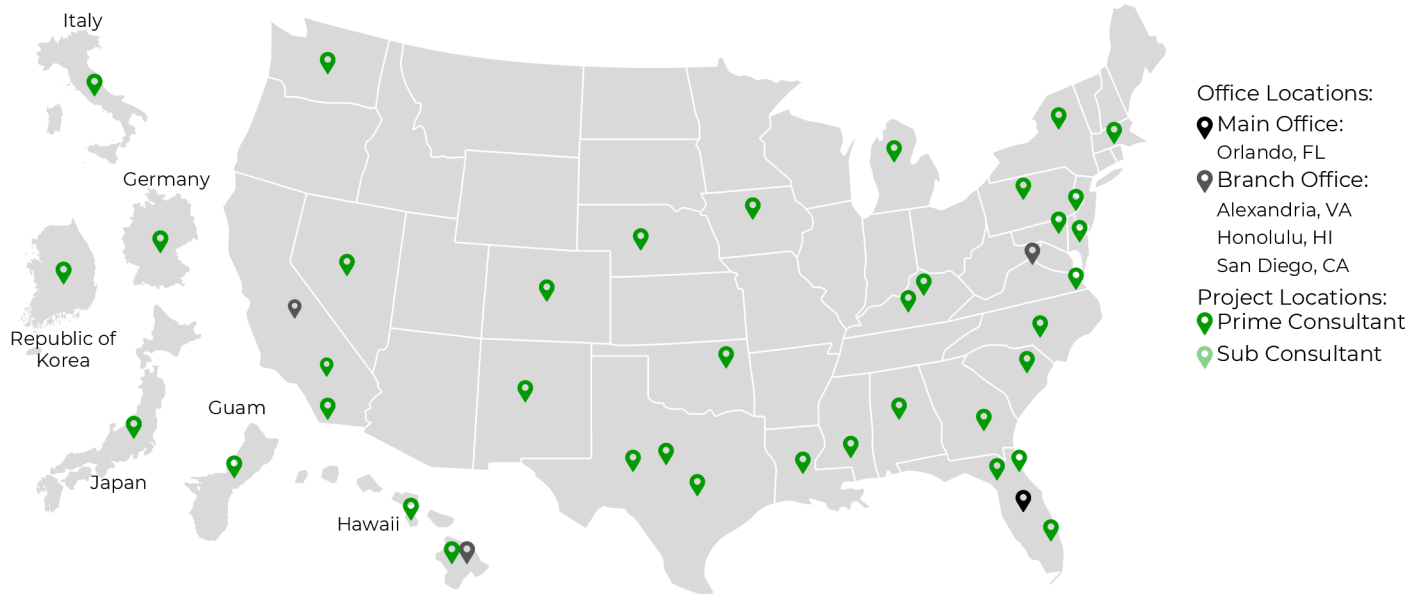 Italy
Germany
Republic of
Korea
Guam
Japan
Hawaii
Office Locations:
Main Office:
Orlando, FL
Branch Office:
Alexandria, VA
Honolulu, HI
San Diego, CA
Project Locations:
Prime Consultant
Sub Consultant